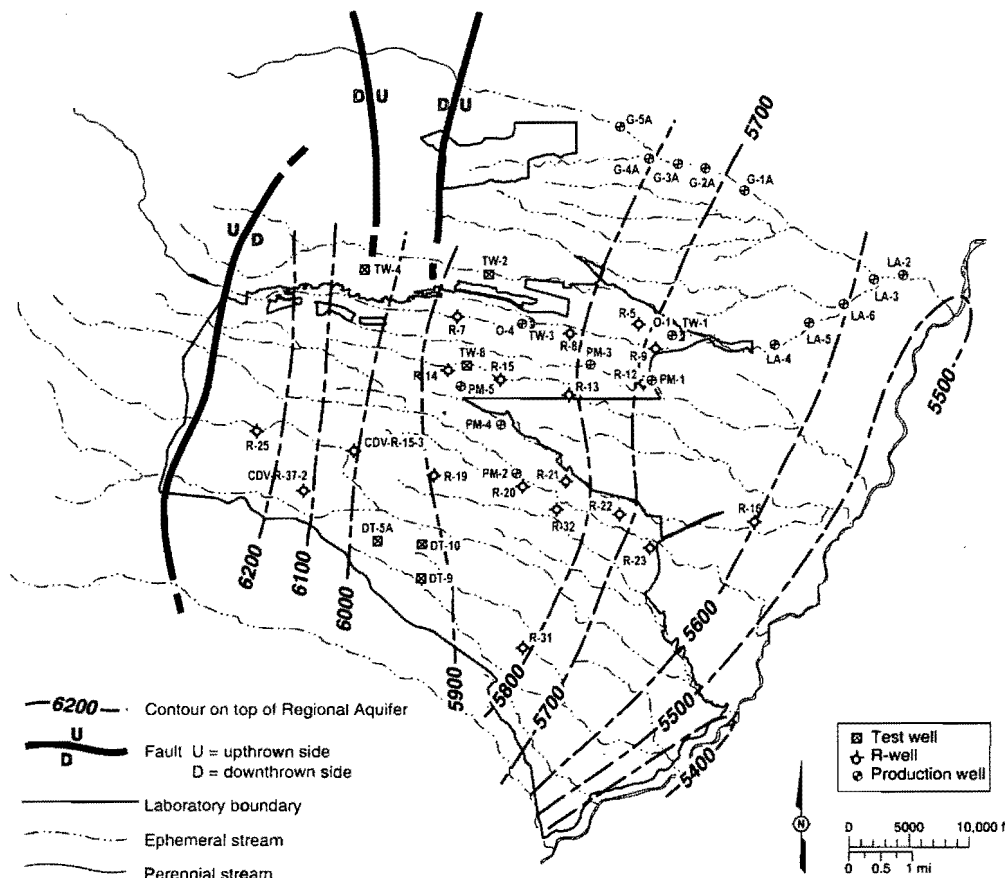 5700
G-5A
D U
D U
G-4A
G-3A
G-2A
G-1A
U D
TW-4
TW-2
LA-2
LA-3
LA-6
R-7
O-4
TW-3
R-8
R-5
O-1
TW-1
LA-5
LA-4
R-9
PM-3
TW-8
R-14
R-15
R-12
PM-1
PM-5
R-13
5500
PM-4
R-25
CDV-R-15-3
CDV-R-37-2
R-19
PM-2
R-20
R-21
R-32
R-22
R-16
DT-5A
DT-10
R-23
DT-9
6200
6100
6000
R-31
5600
5900
5800
5700
5500
5400
6200 Contour on top of Regional Aquifer
U
D
Fault U = upthrown side
D = downthrown side
Laboratory boundary
Ephemeral stream
Perennial stream
Test well
R-well
Production well
N
0 5000 10,000 f
0 0.5 1 mi